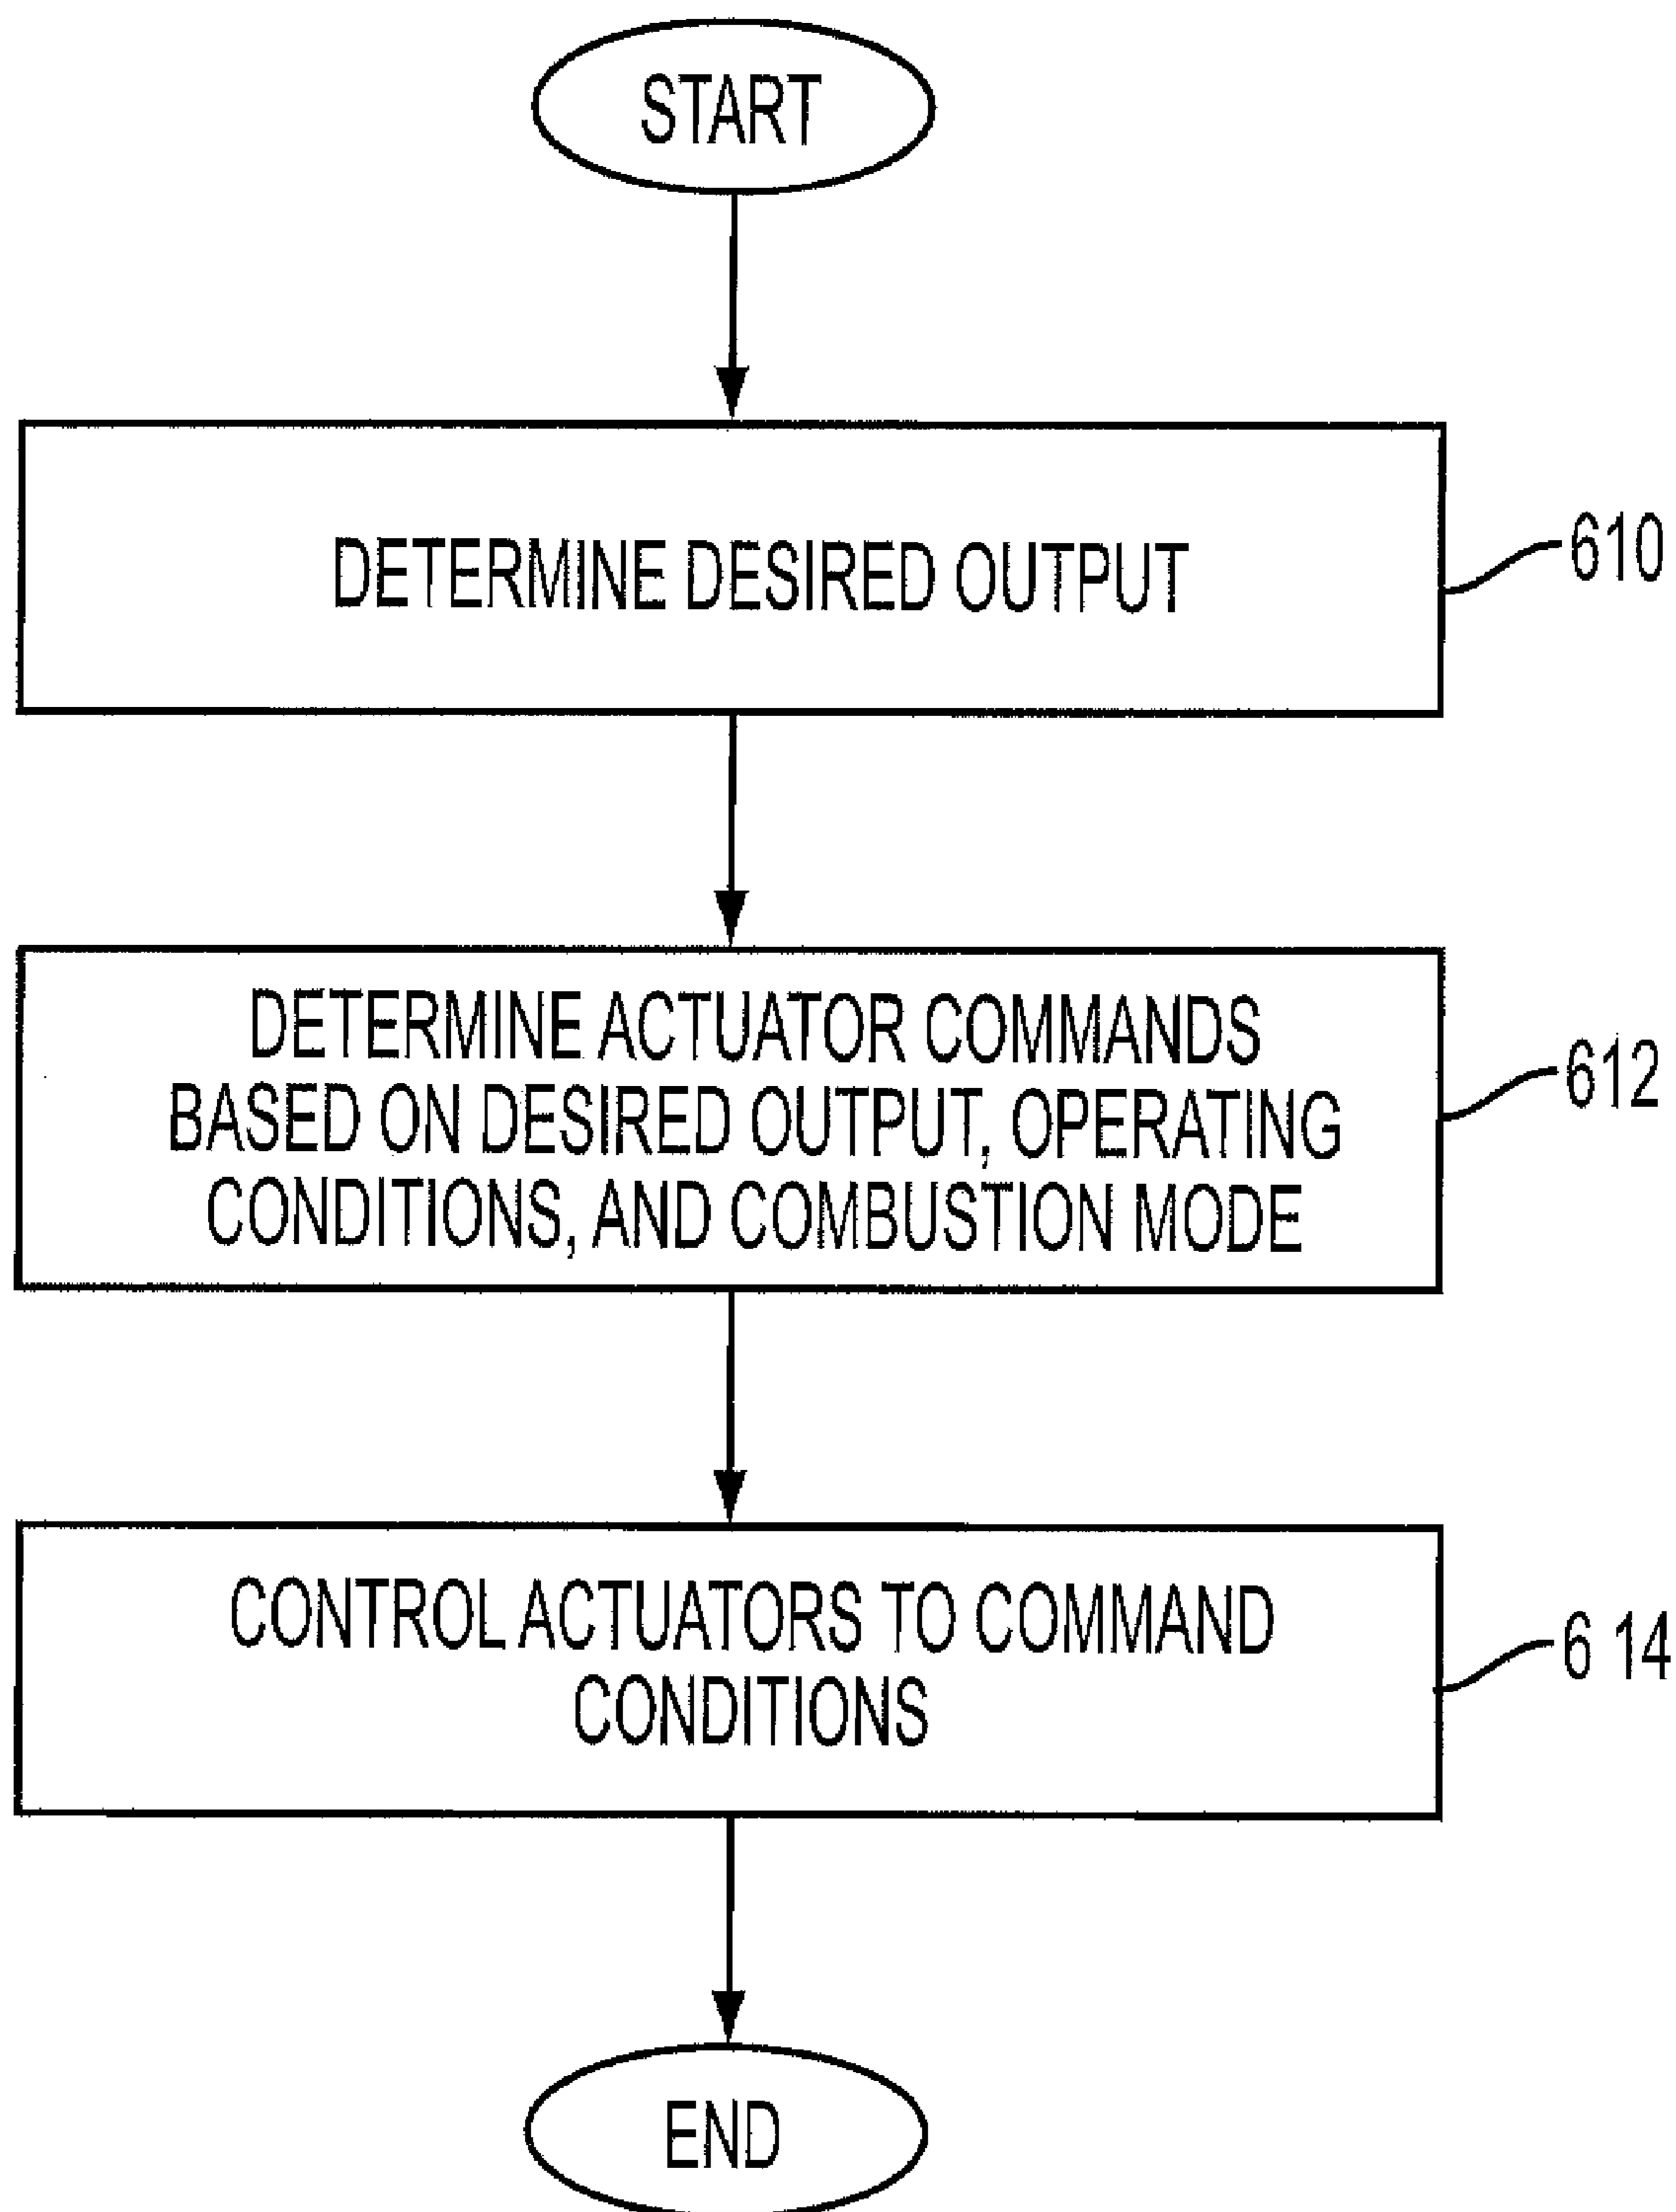 START
DETERMINE DESIRED OUTPUT
610
DETERMINE ACTUATOR COMMANDS
BASED ON DESIRED OUTPUT, OPERATING
CONDITIONS, AND COMBUSTION MODE
612
CONTROL ACTUATORS TO COMMAND
CONDITIONS
6 14
END